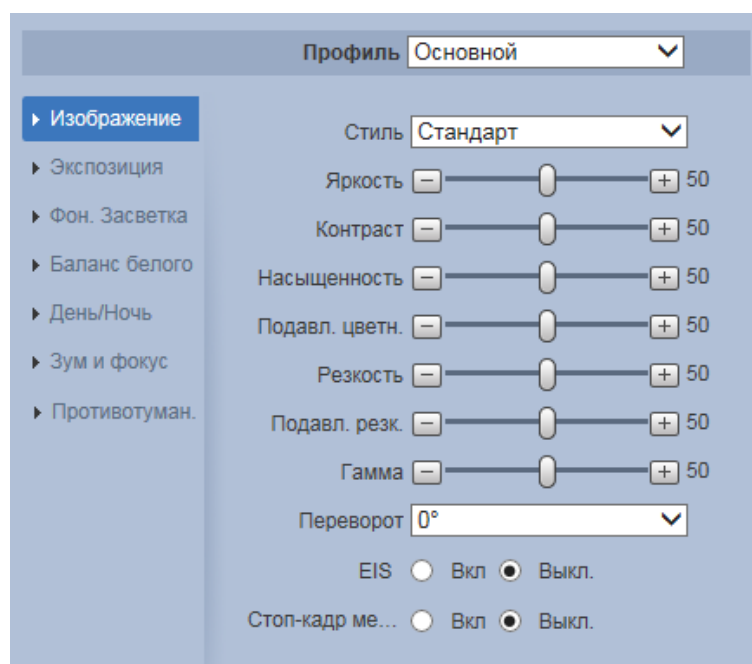 Профиль Основной
Изображение
Экспозиция
Фон. Засветка
Баланс белого
День/Ночь
Зум и фокус
Противотуман.
Стиль Стандарт
Яркость 50
Контраст 50
Насыщенность 50
Подавл. цветн. 50
Резкость 50
Подавл. резк. 50
Гамма 50
Переворот 0°
EIS Вкл Выкл.
Стоп-кадр ме... Вкл Выкл.